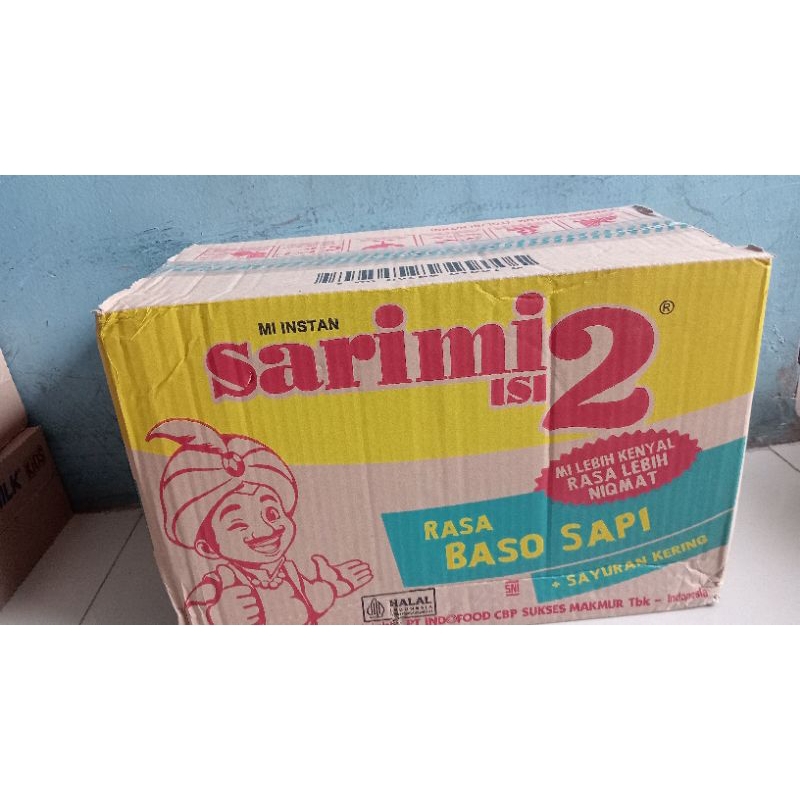 MI INSTAN
sarimi
ISI 2 ®
MI LEBIH KENYAL
RASA LEBIH
NIQMAT
RASA
BASO SAPI
+ SAYURAN KERING
SNI
HALAL
INDONESIA
PT INDOFOOD CBP SUKSES MAKMUR Tbk - Indonesia